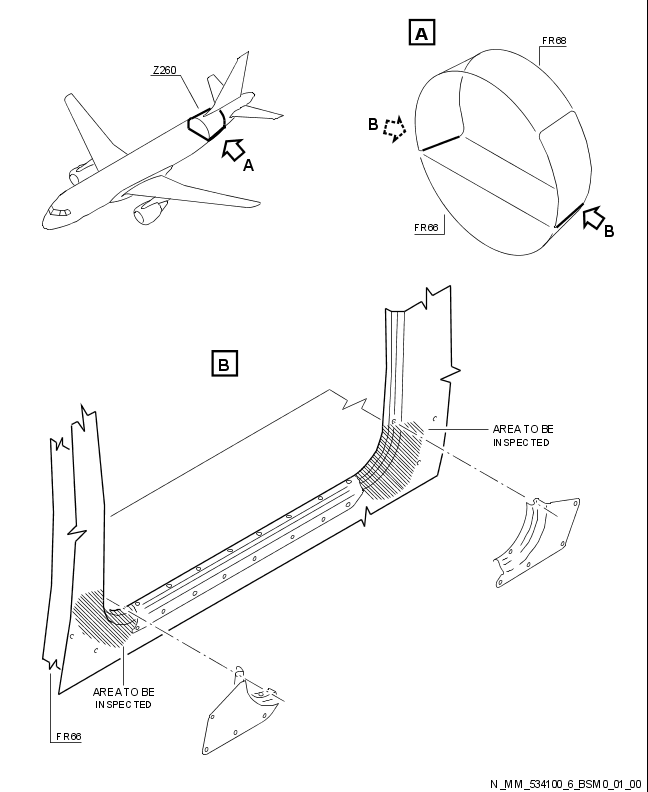 A
FR68
Z260
B
A
FR66
B
B
AREA TO BE
INSPECTED
AREA TO BE
INSPECTED
FR66
N_MM_534100_6_BSM0_01_00